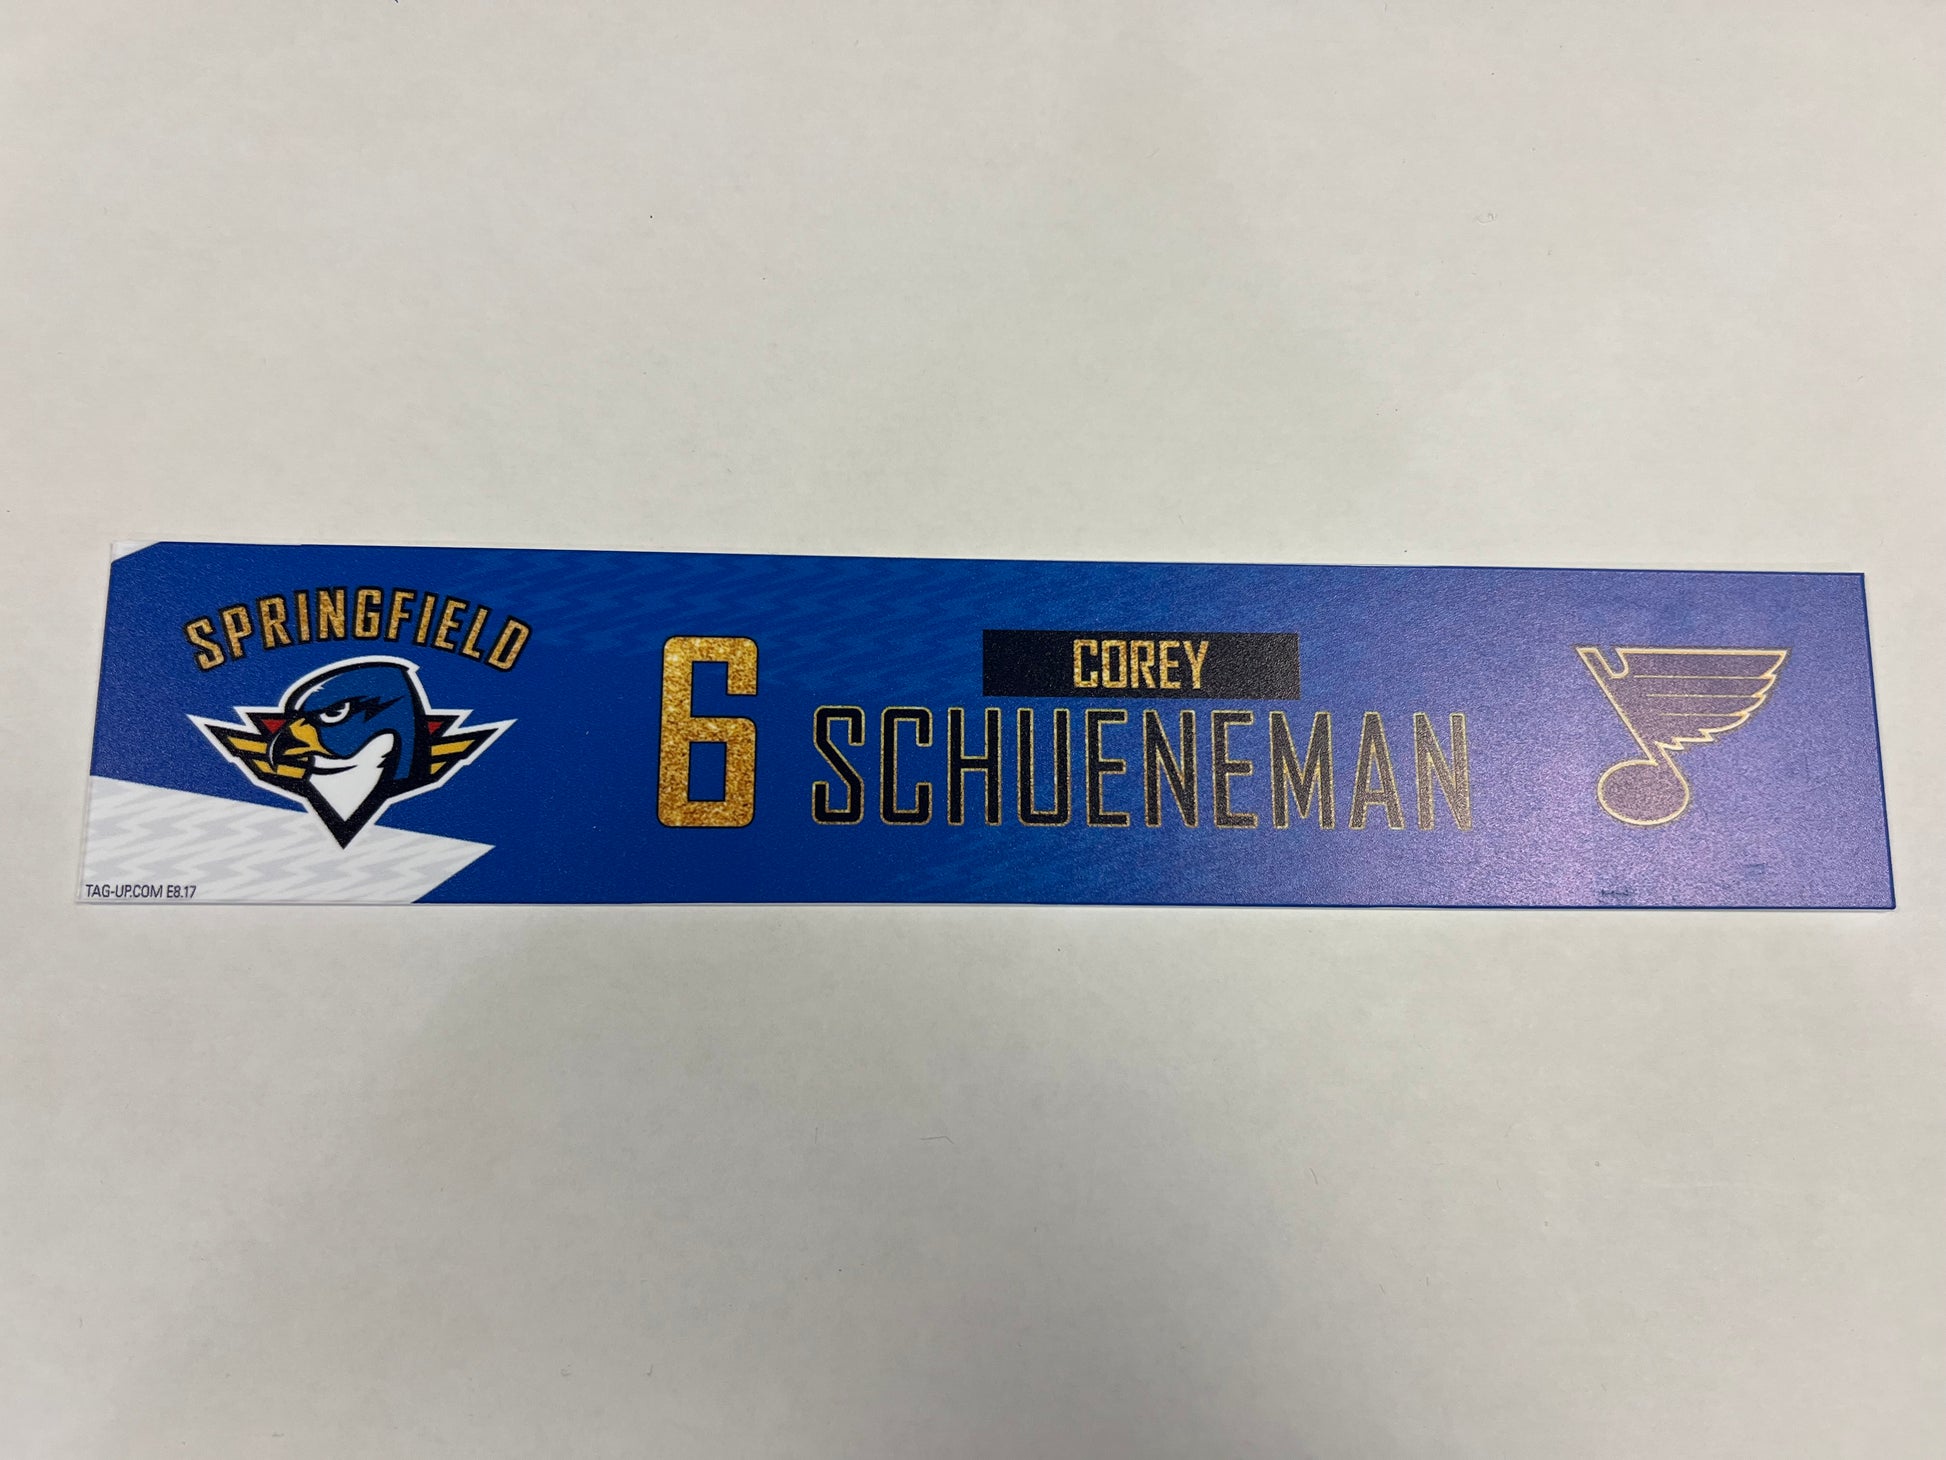 SPRINGFIELD
6
COREY
SCHUENEMAN
TAG-UP.COM E8.17